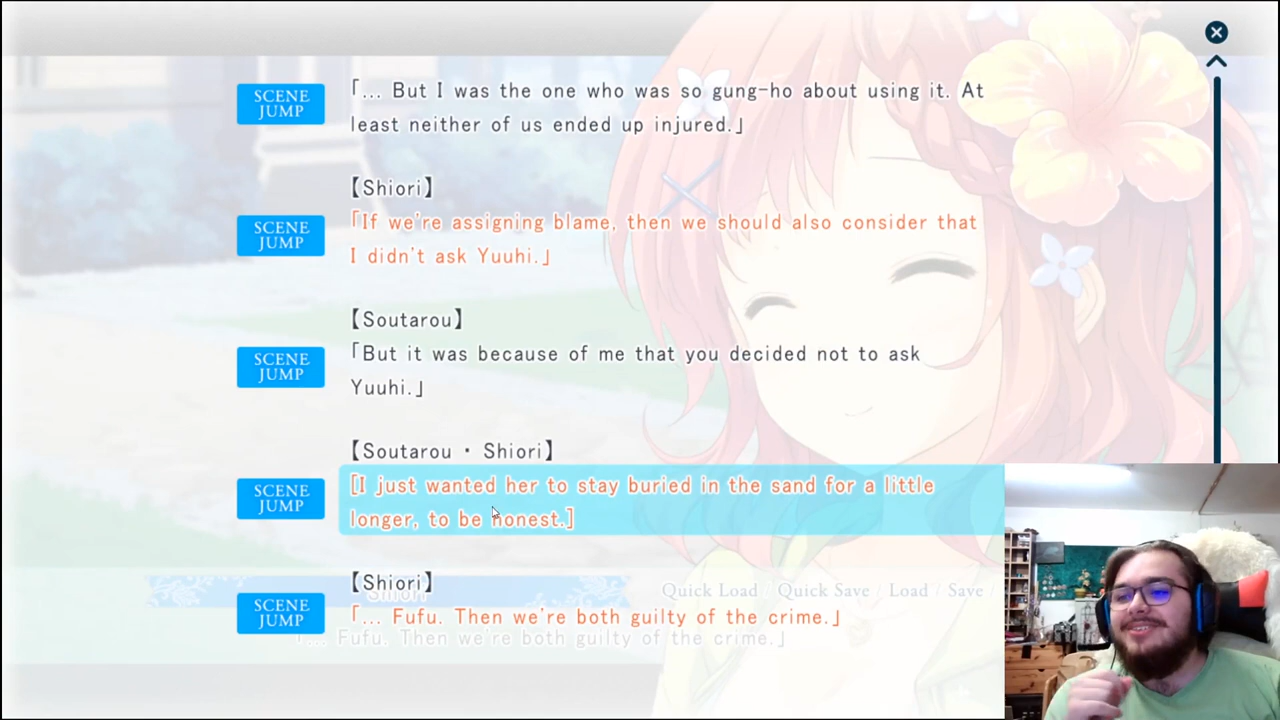 SCENE
JUMP
「... But I was the one who was so gung-ho about using it. At
least neither of us ended up injured.」
【Shiori】
SCENE
JUMP
「If we're assigning blame, then we should also consider that
I didn't ask Yuuhi.」
【Soutarou】
SCENE
JUMP
「But it was because of me that you decided not to ask
Yuuhi.」
【Soutarou・Shiori】
SCENE
JUMP
[I just wanted her to stay buried in the sand for a little
longer, to be honest.]
【Shiori】
Shiori
Quick Load / Quick Save / Load / Save /
SCENE
JUMP
「... Fufu. Then we're both guilty of the crime.」
「... Fufu. Then we're both guilty of the crime.」